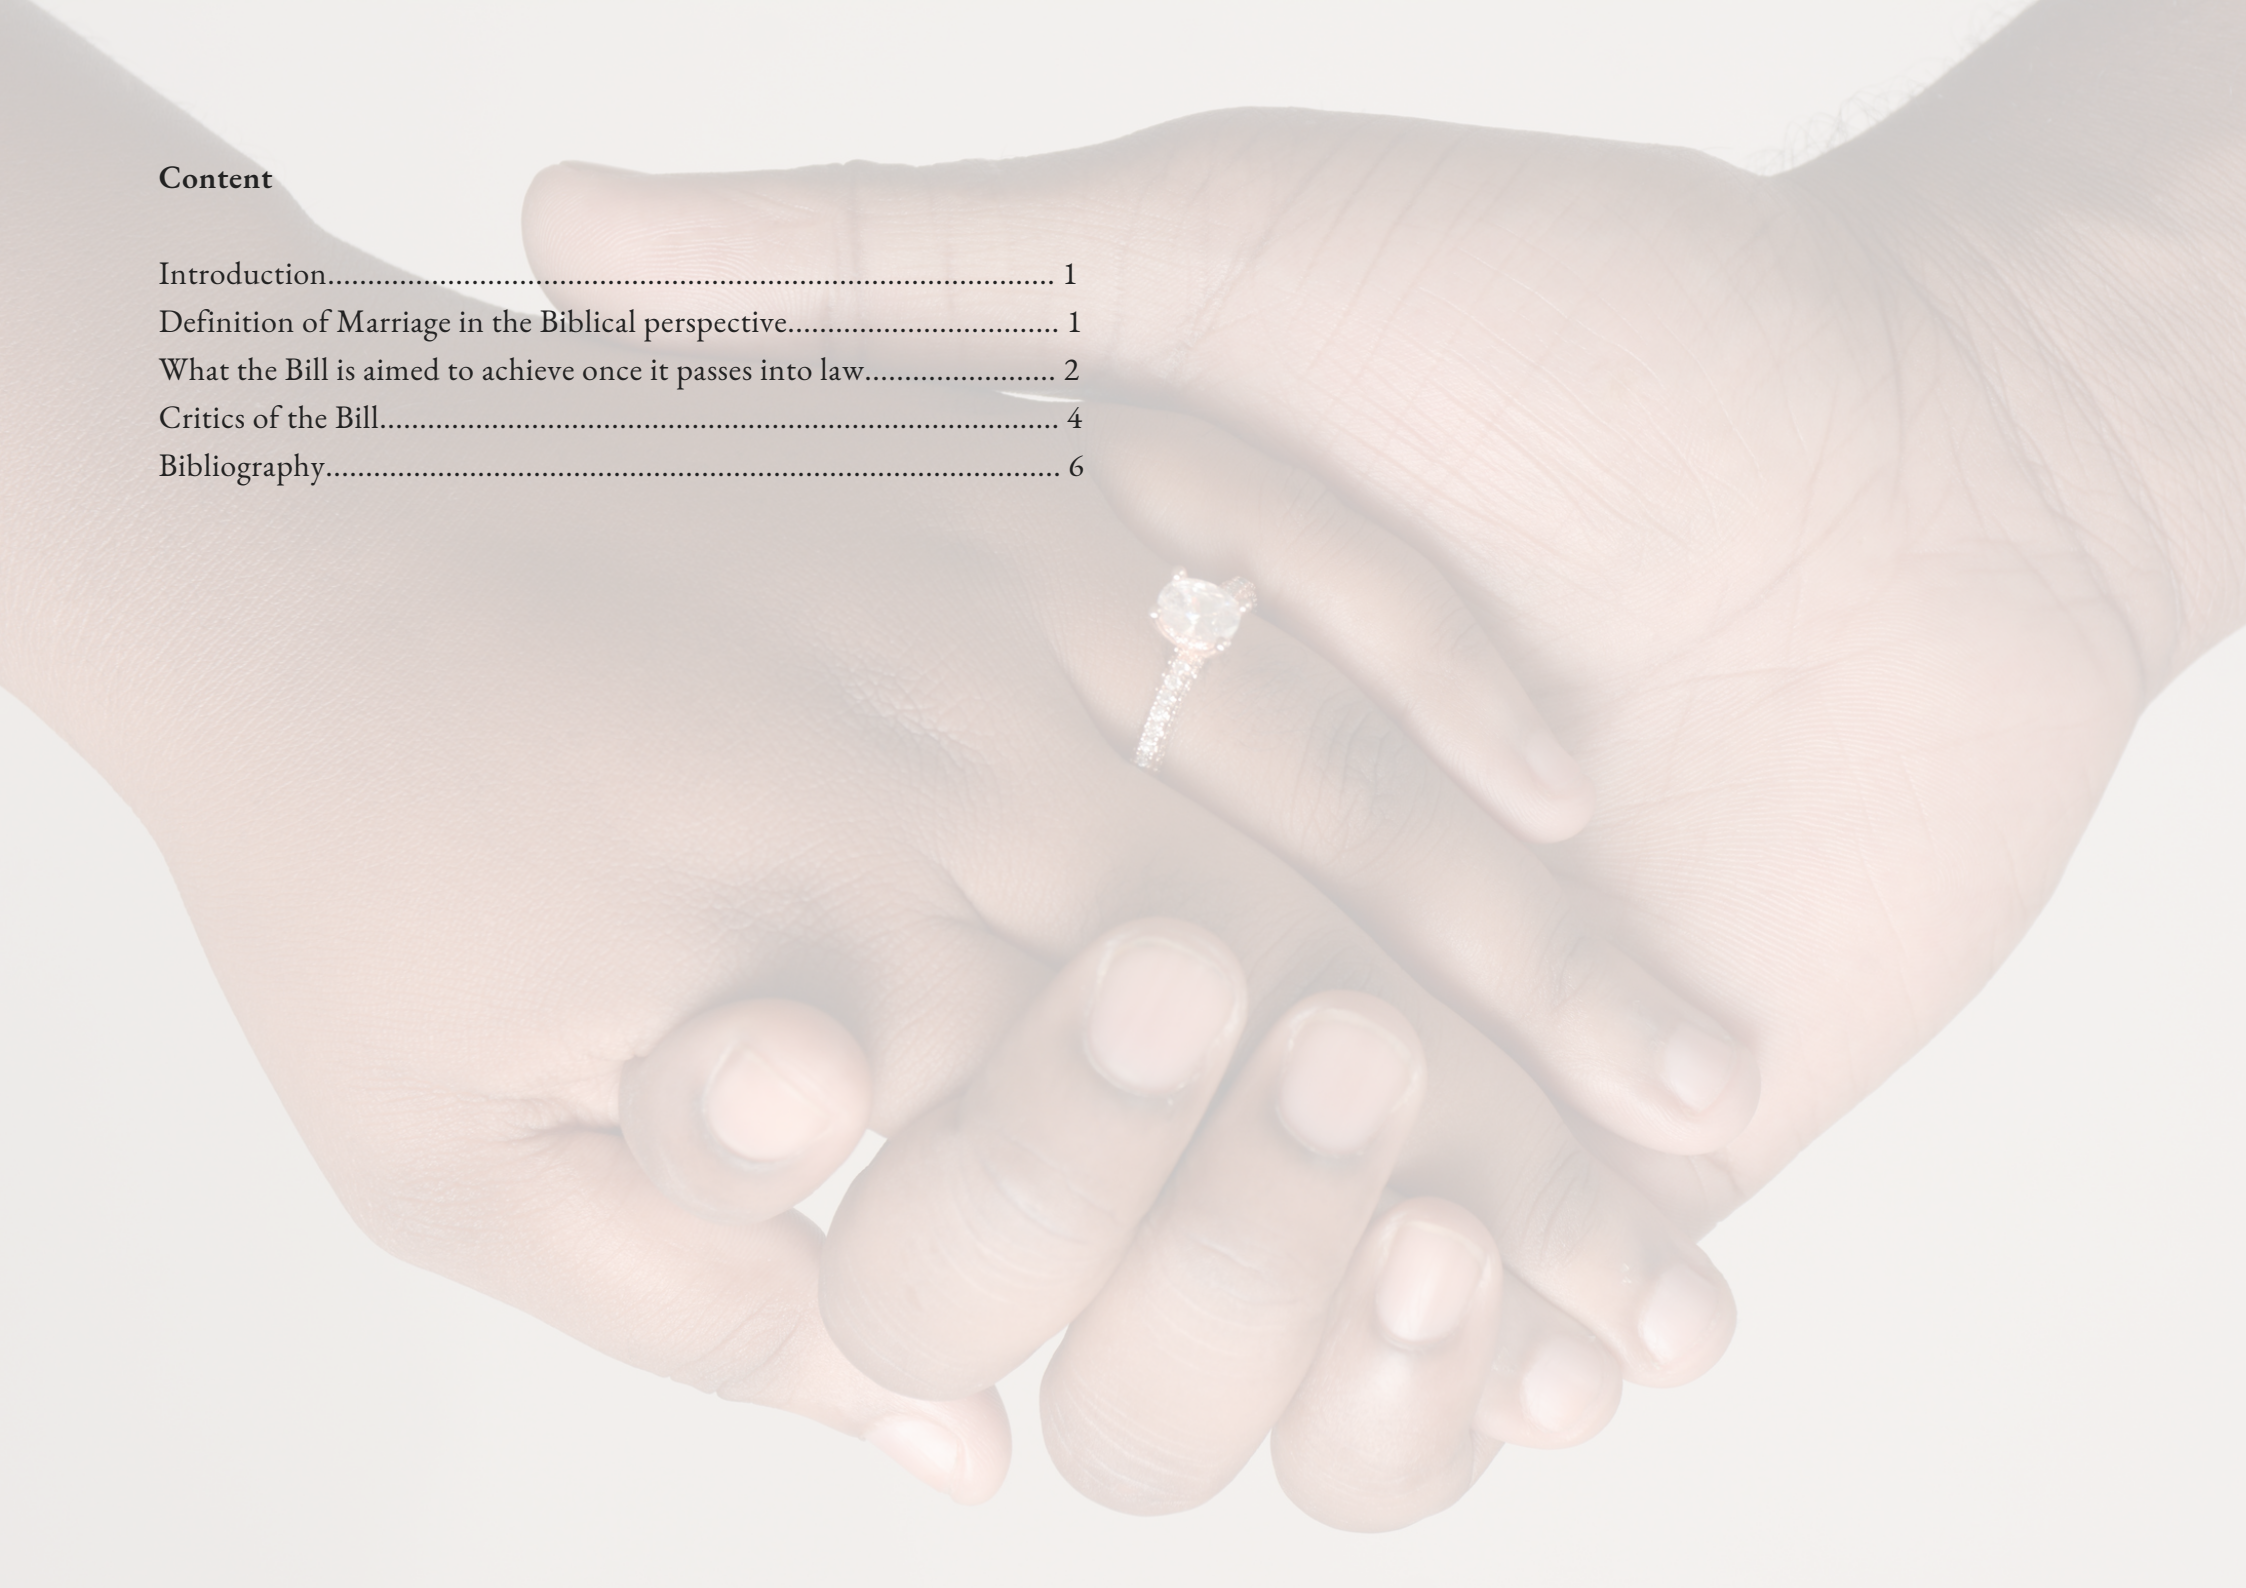 Content
Introduction........................................................................................... 1
Definition of Marriage in the Biblical perspective.................................. 1
What the Bill is aimed to achieve once it passes into law........................ 2
Critics of the Bill..................................................................................... 4
Bibliography............................................................................................ 6